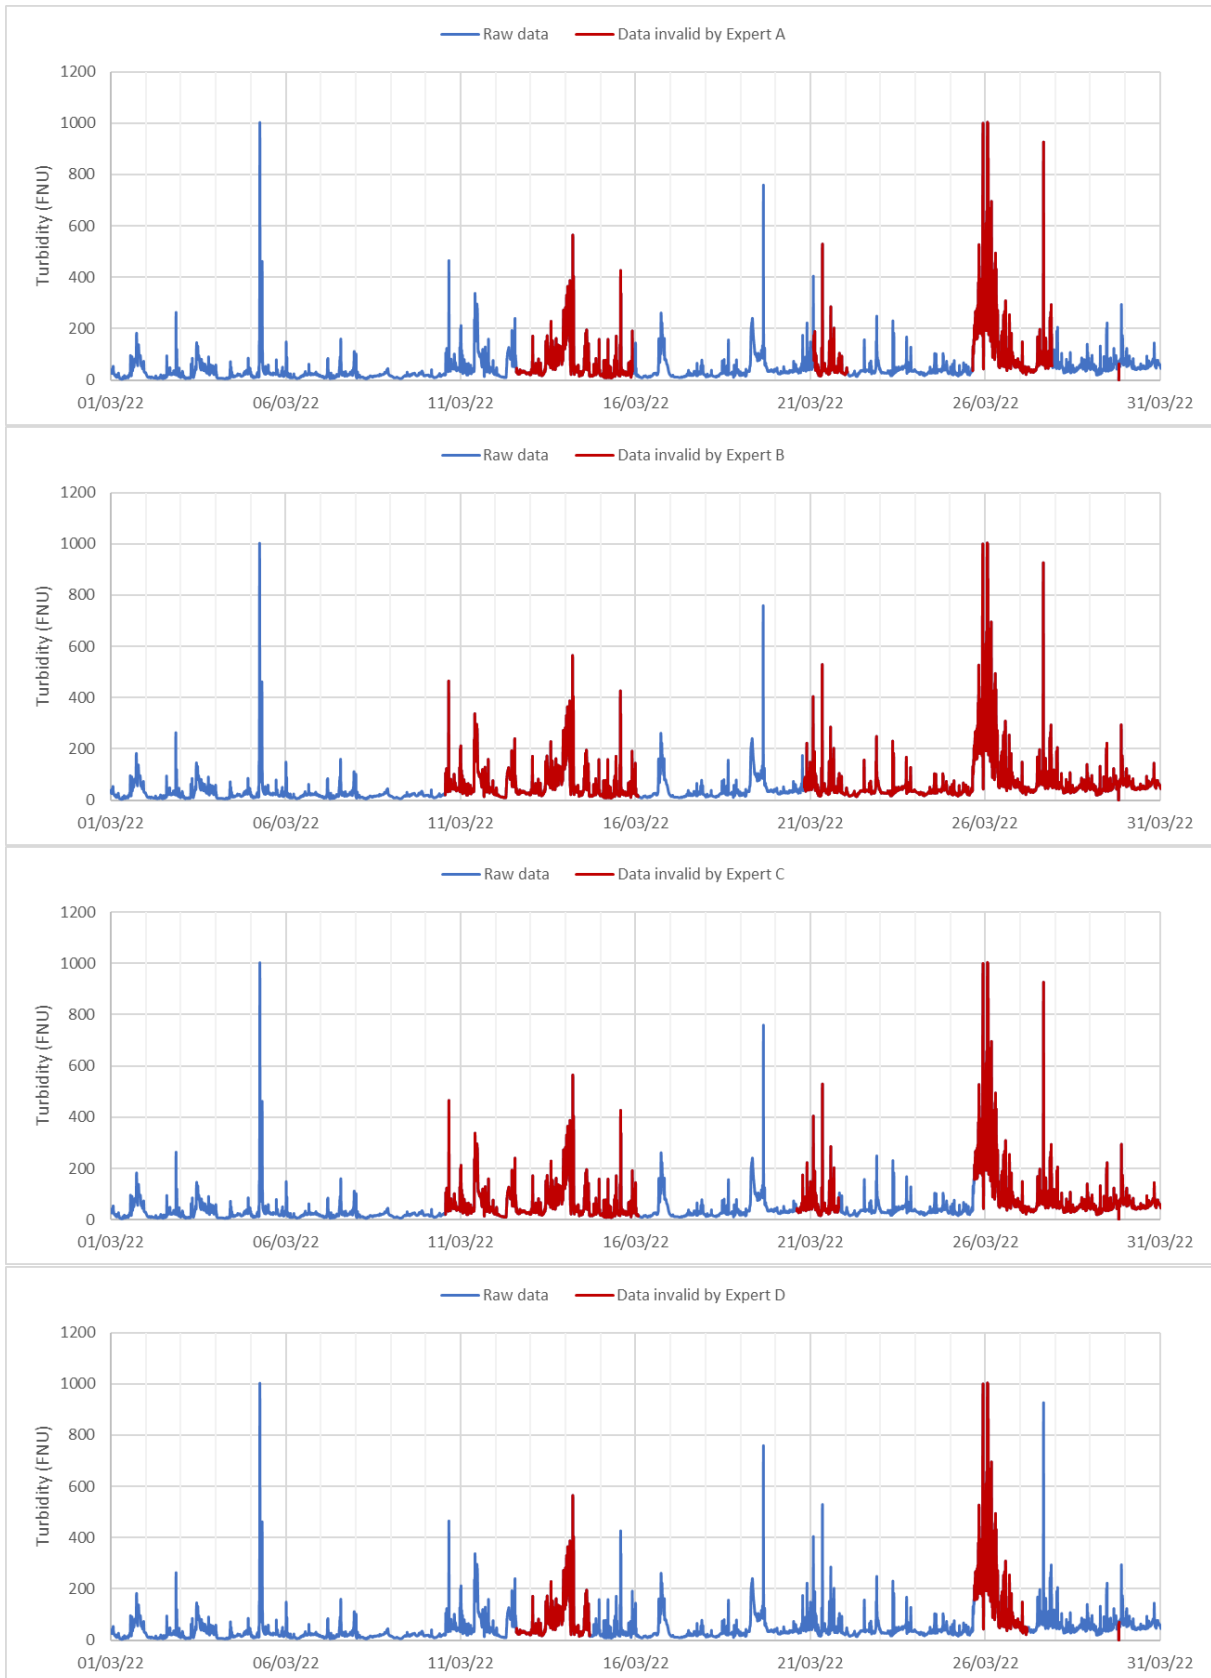 Raw data Data invalid by Expert A
Turbidity (FNU)
1200
1000
800
600
400
200
0
01/03/22 06/03/22 11/03/22 16/03/22 21/03/22 26/03/22 31/03/22
Raw data Data invalid by Expert B
Turbidity (FNU)
1200
1000
800
600
400
200
0
01/03/22 06/03/22 11/03/22 16/03/22 21/03/22 26/03/22 31/03/22
Raw data Data invalid by Expert C
Turbidity (FNU)
1200
1000
800
600
400
200
0
01/03/22 06/03/22 11/03/22 16/03/22 21/03/22 26/03/22 31/03/22
Raw data Data invalid by Expert D
Turbidity (FNU)
1200
1000
800
600
400
200
0
01/03/22 06/03/22 11/03/22 16/03/22 21/03/22 26/03/22 31/03/22